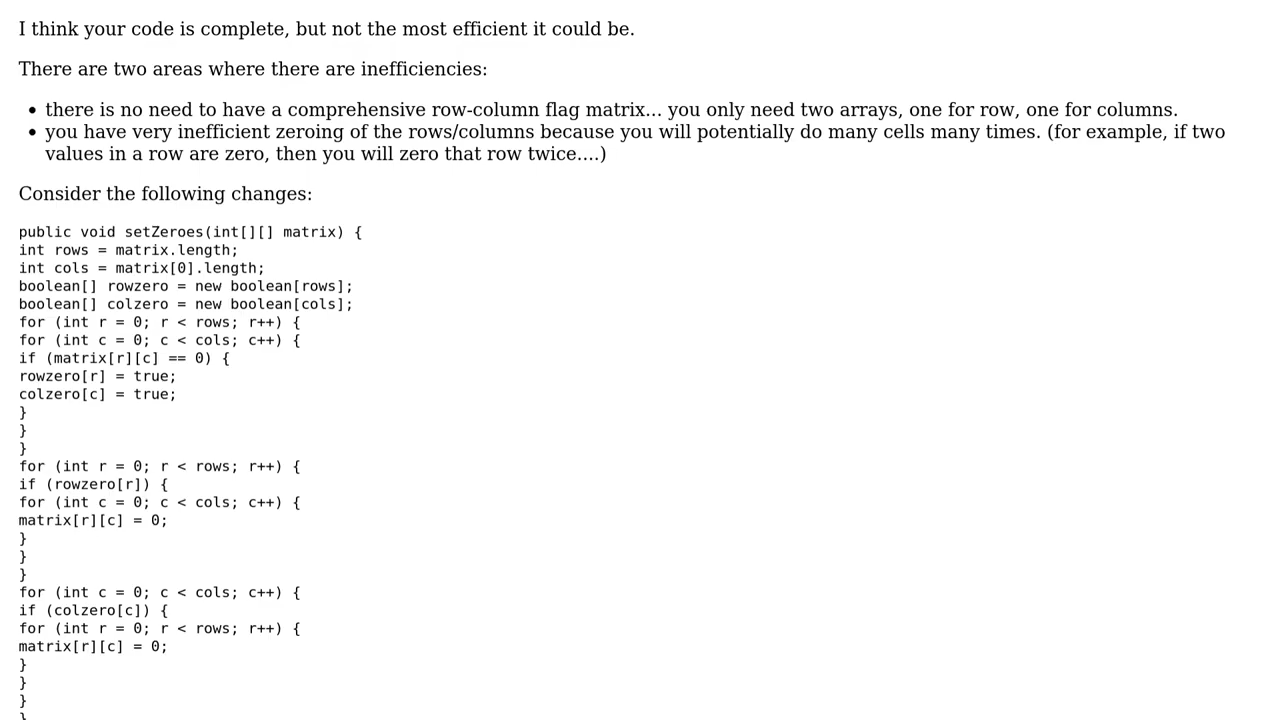 I think your code is complete, but not the most efficient it could be.
There are two areas where there are inefficiencies:
• there is no need to have a comprehensive row-column flag matrix... you only need two arrays, one for row, one for columns.
• you have very inefficient zeroing of the rows/columns because you will potentially do many cells many times. (for example, if two
values in a row are zero, then you will zero that row twice....)
Consider the following changes:
public void setZeroes(int[][] matrix) {
int rows = matrix.length;
int cols = matrix[0].length;
boolean[] rowzero = new boolean[rows];
boolean[] colzero = new boolean[cols];
for (int r = 0; r < rows; r++) {
for (int c = 0; c < cols; c++) {
if (matrix[r][c] == 0) {
rowzero[r] = true;
colzero[c] = true;
}
}
}
for (int r = 0; r < rows; r++) {
if (rowzero[r]) {
for (int c = 0; c < cols; c++) {
matrix[r][c] = 0;
}
}
}
for (int c = 0; c < cols; c++) {
if (colzero[c]) {
for (int r = 0; r < rows; r++) {
matrix[r][c] = 0;
}
}
}
}